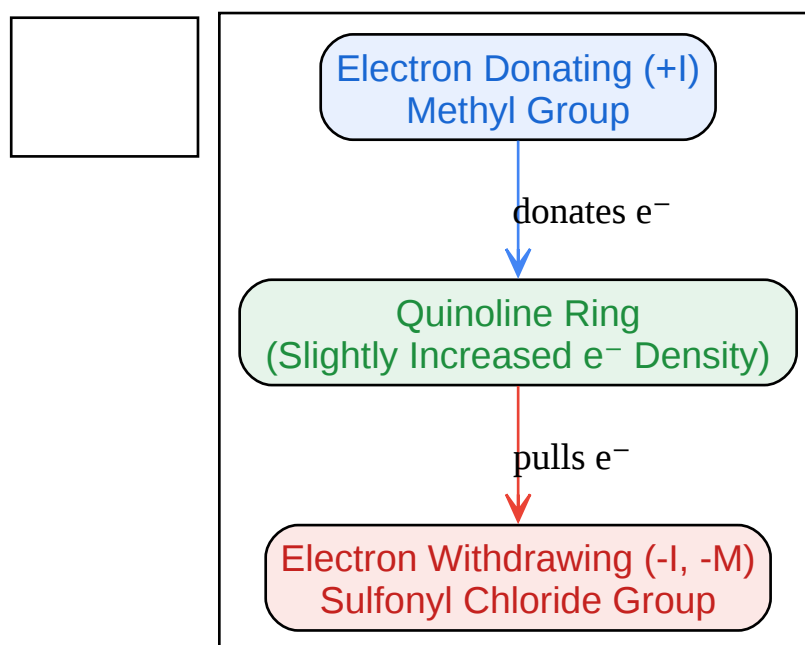 Electron Donating (+I)
Methyl Group
donates e⁻
Quinoline Ring
(Slightly Increased e⁻ Density)
pulls e⁻
Electron Withdrawing (-I, -M)
Sulfonyl Chloride Group